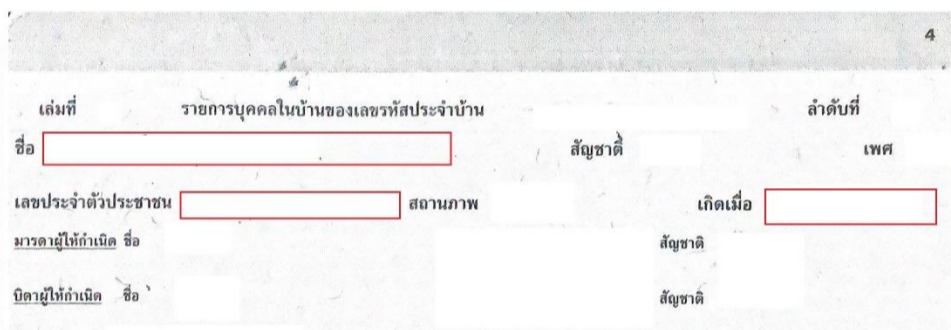 4
เล่มที่ รายการบุคคลในบ้านของเลขรหัสประจำบ้าน ลำดับที่
ชื่อ สัญชาติ เพศ
เลขประจำตัวประชาชน สถานภาพ เกิดเมื่อ
มารดาผู้ให้กำเนิด ชื่อ สัญชาติ
บิดาผู้ให้กำเนิด ชื่อ สัญชาติ